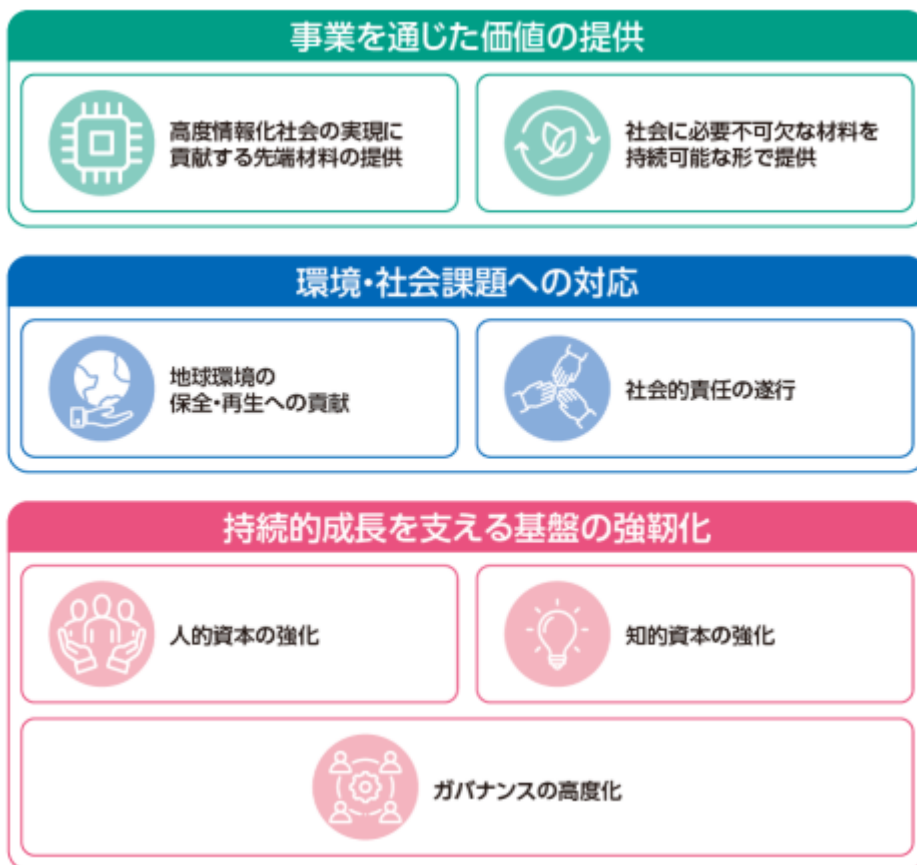 事業を通じた価値の提供
高度情報化社会の実現に
貢献する先端材料の提供
社会に必要不可欠な材料を
持続可能な形で提供
環境・社会課題への対応
地球環境の
保全・再生への貢献
社会的責任の遂行
持続的成長を支える基盤の強靭化
人的資本の強化
知的資本の強化
ガバナンスの高度化